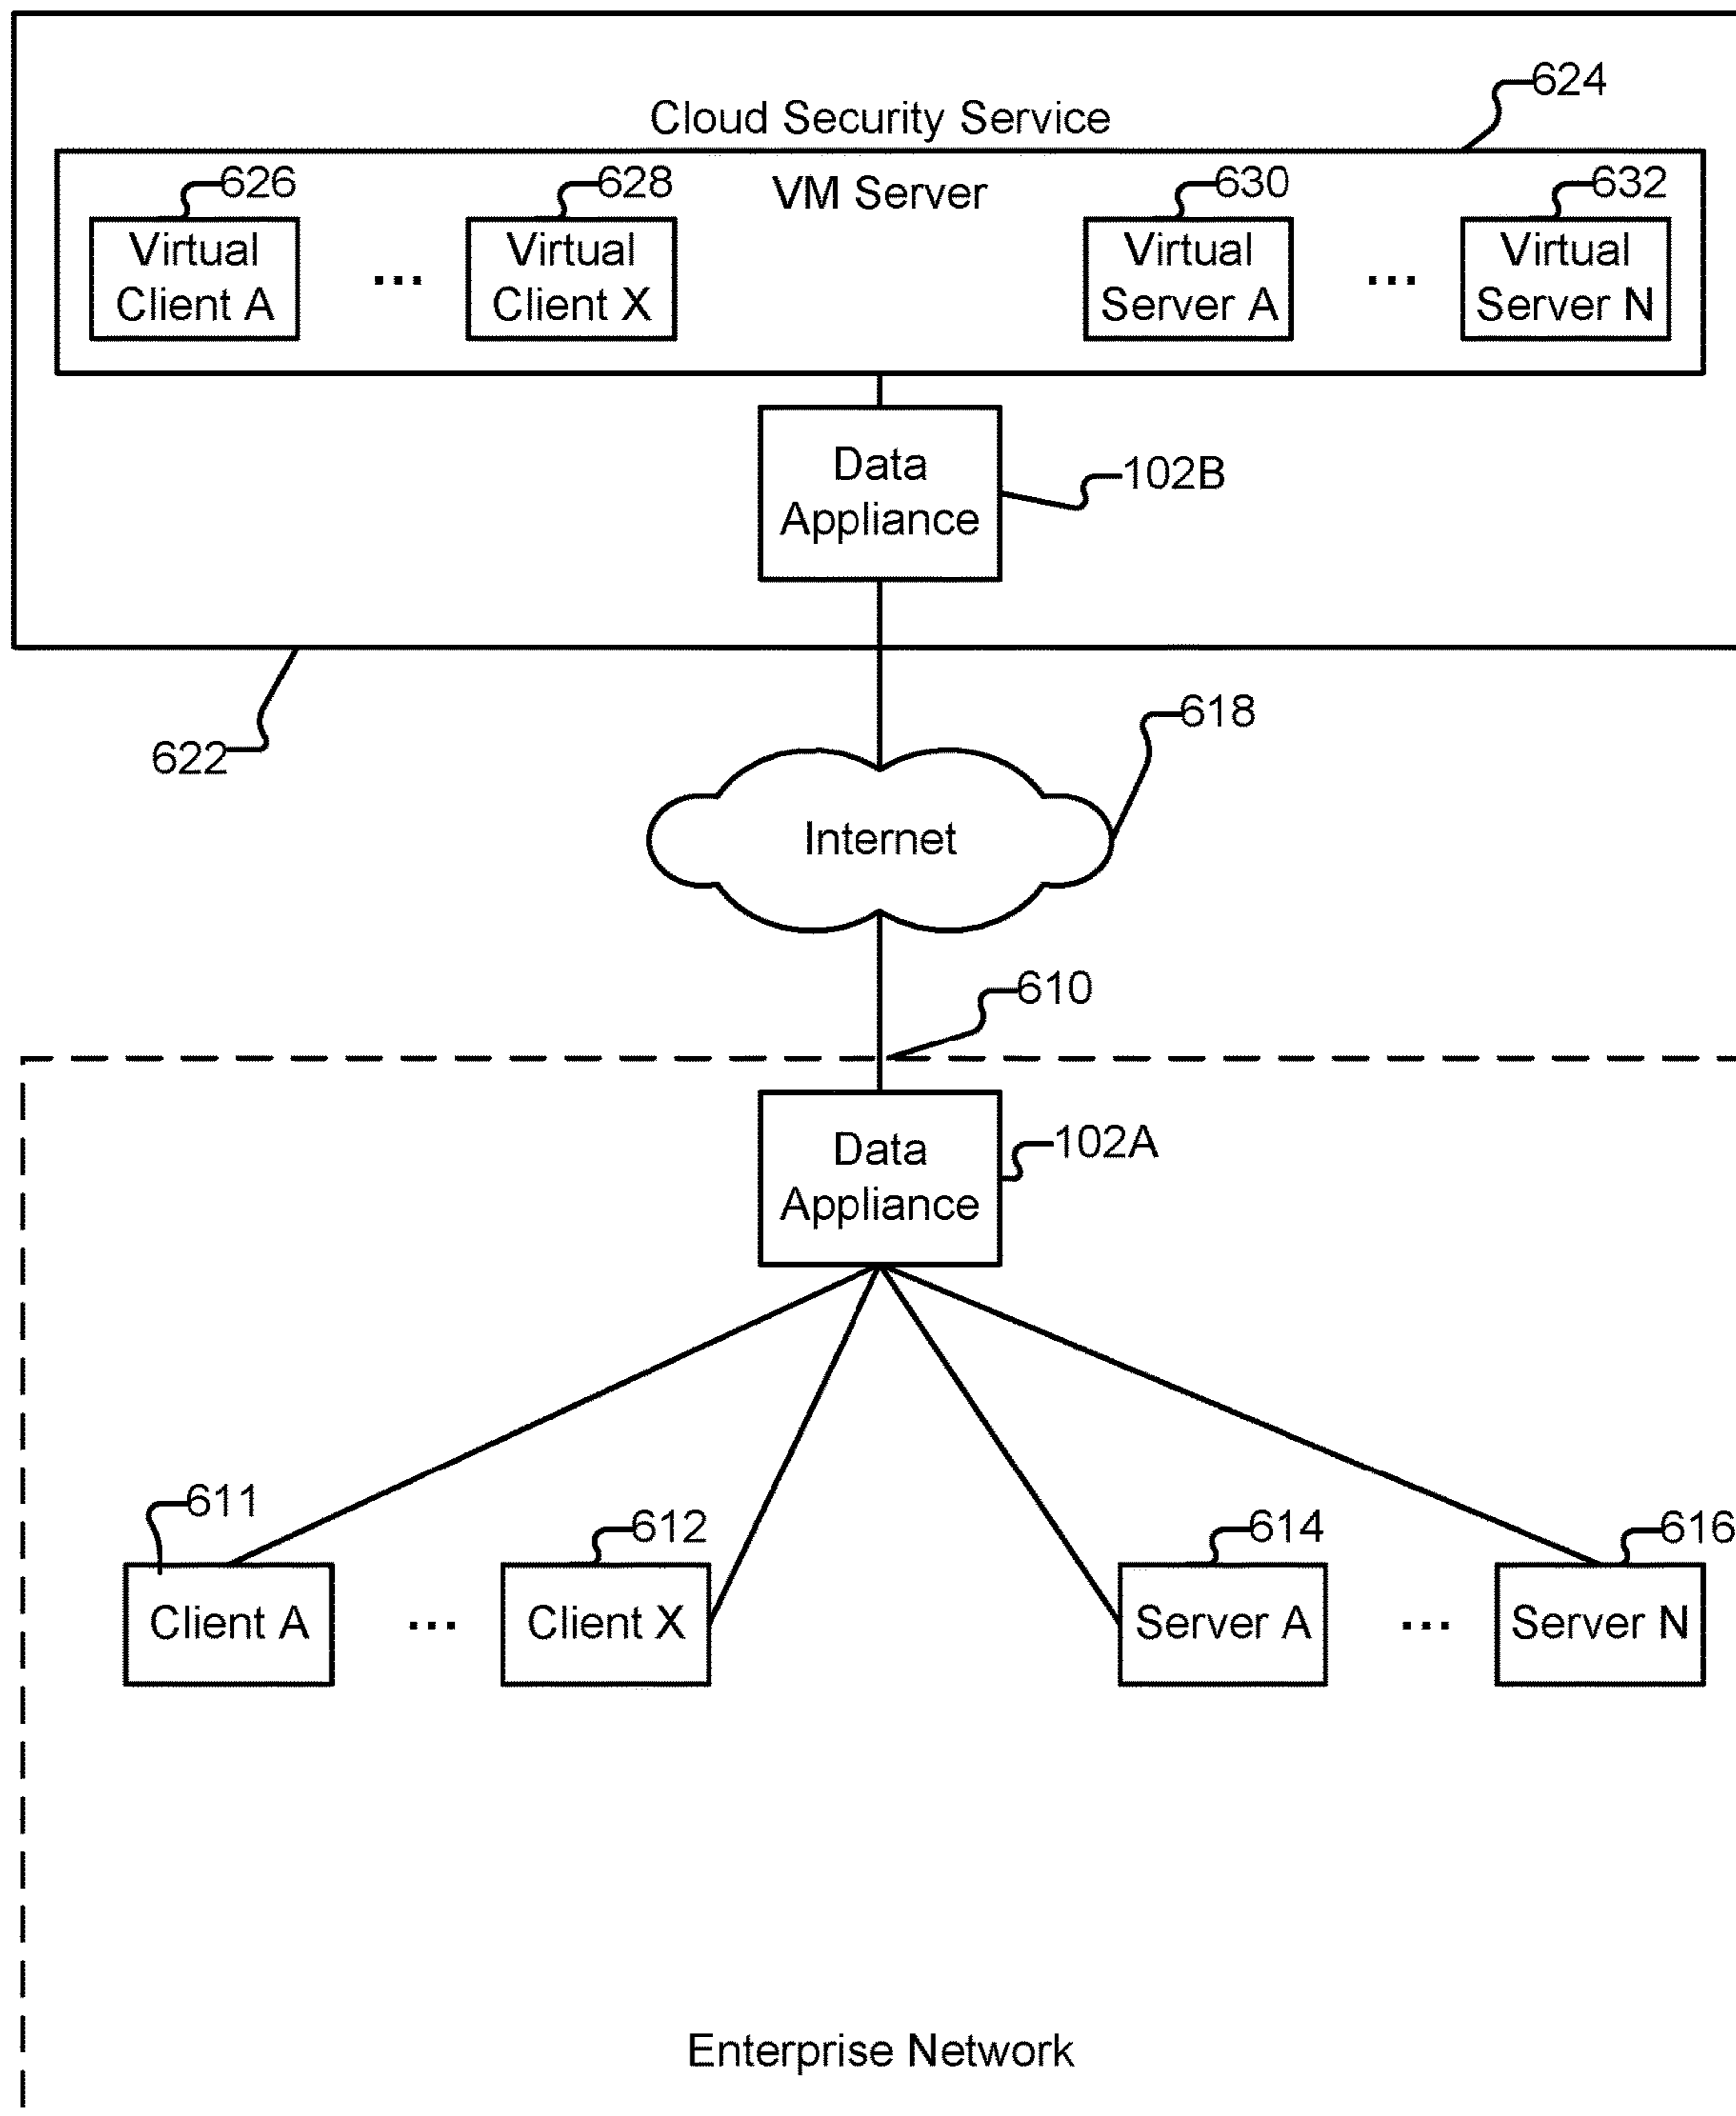 624
Cloud Security Service
626
628
VM Server
630
632
Virtual
Client A
...
Virtual
Client X
Virtual
Server A
...
Virtual
Server N
Data
Appliance
102B
622
618
Internet
610
Data
Appliance
102A
611
612
614
616
Client A
...
Client X
Server A
...
Server N
Enterprise Network